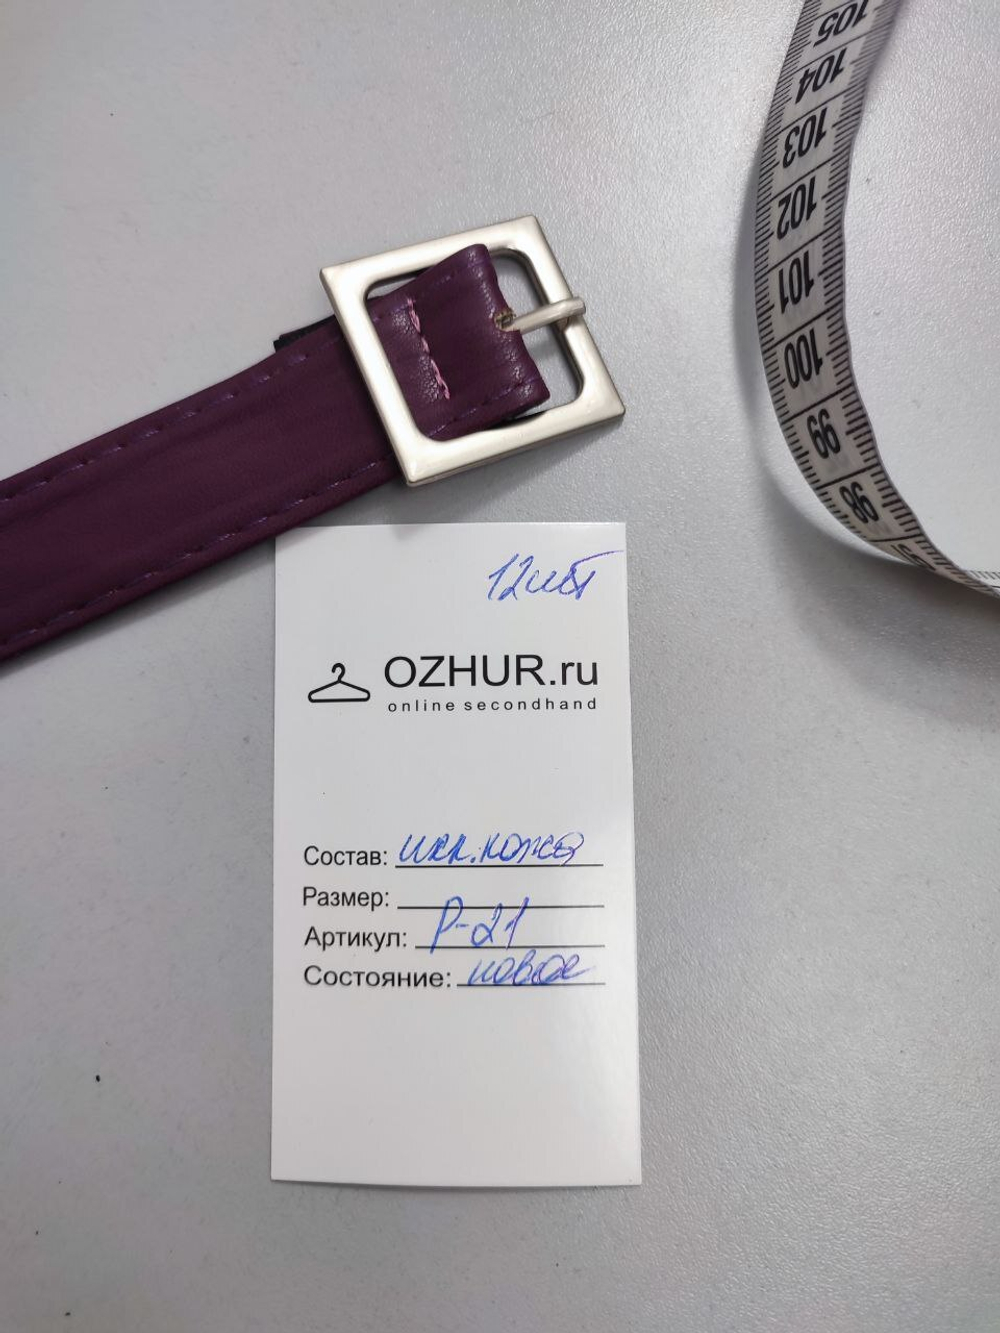 105
104
103
102
101
100
99
98
12шт
OZHUR.ru
online secondhand
Состав: иск.кожа
Размер:
Артикул: Р-21
Состояние: новое